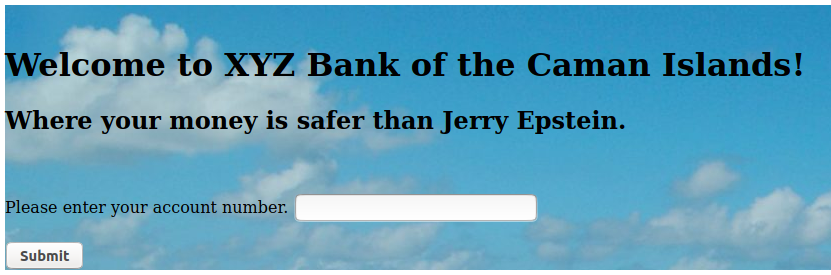 Welcome to XYZ Bank of the Caman Islands!
Where your money is safer than Jerry Epstein.
Please enter your account number.
Submit